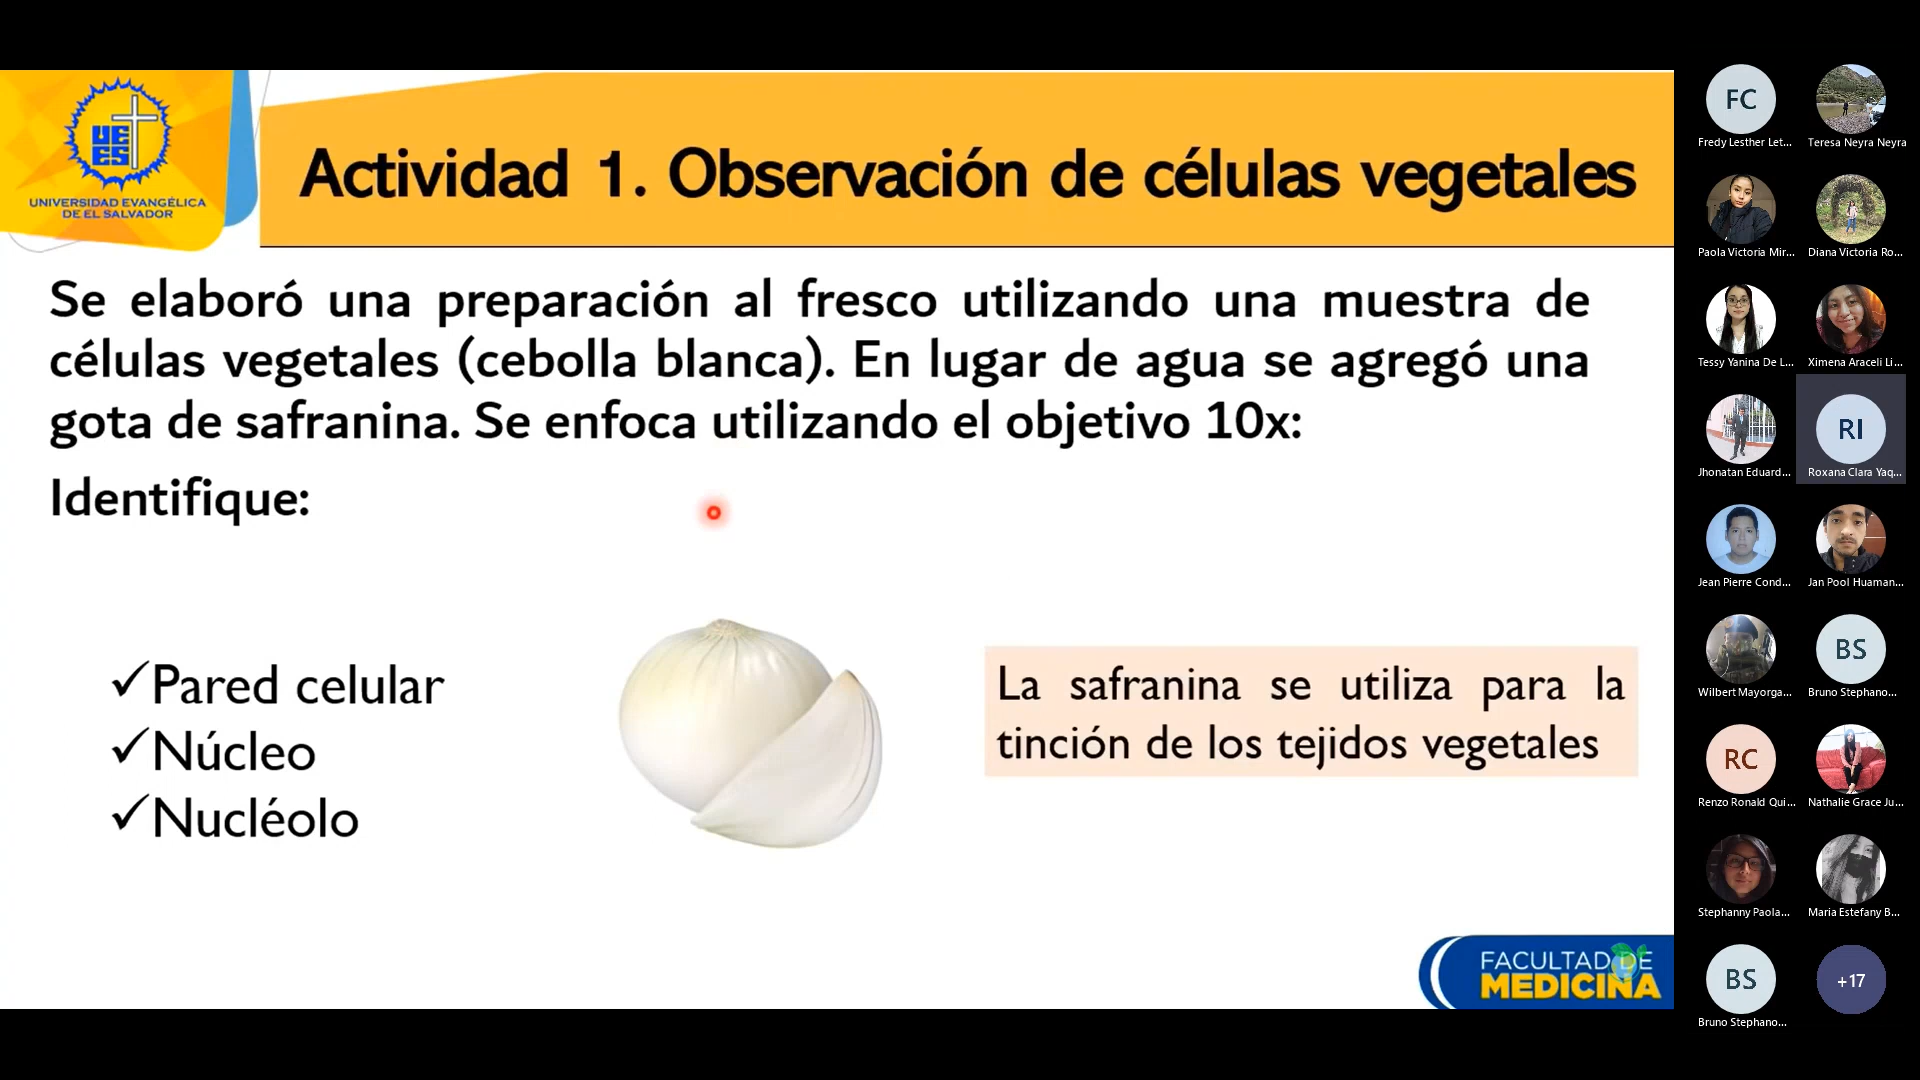 UE
ES
UNIVERSIDAD EVANGÉLICA
DE EL SALVADOR
Actividad 1. Observación de células vegetales
Se elaboró una preparación al fresco utilizando una muestra de
células vegetales (cebolla blanca). En lugar de agua se agregó una
gota de safranina. Se enfoca utilizando el objetivo 10x:
Identifique:
✓Pared celular
✓Núcleo
✓Nucléolo
La safranina se utiliza para la
tinción de los tejidos vegetales
FACULTAD DE
MEDICINA
FC
Fredy Lesther Let...
Teresa Neyra Neyra
Paola Victoria Mir...
Diana Victoria Ro...
Tessy Yanina De L...
Ximena Araceli Li...
Jhonatan Eduard...
RI
Roxana Clara Yaq...
Jean Pierre Cond...
Jan Pool Huaman...
Wilbert Mayorga...
BS
Bruno Stephano...
RC
Renzo Ronald Qui...
Nathalie Grace Ju...
Stephanny Paola...
Maria Estefany B...
BS
Bruno Stephano...
+17